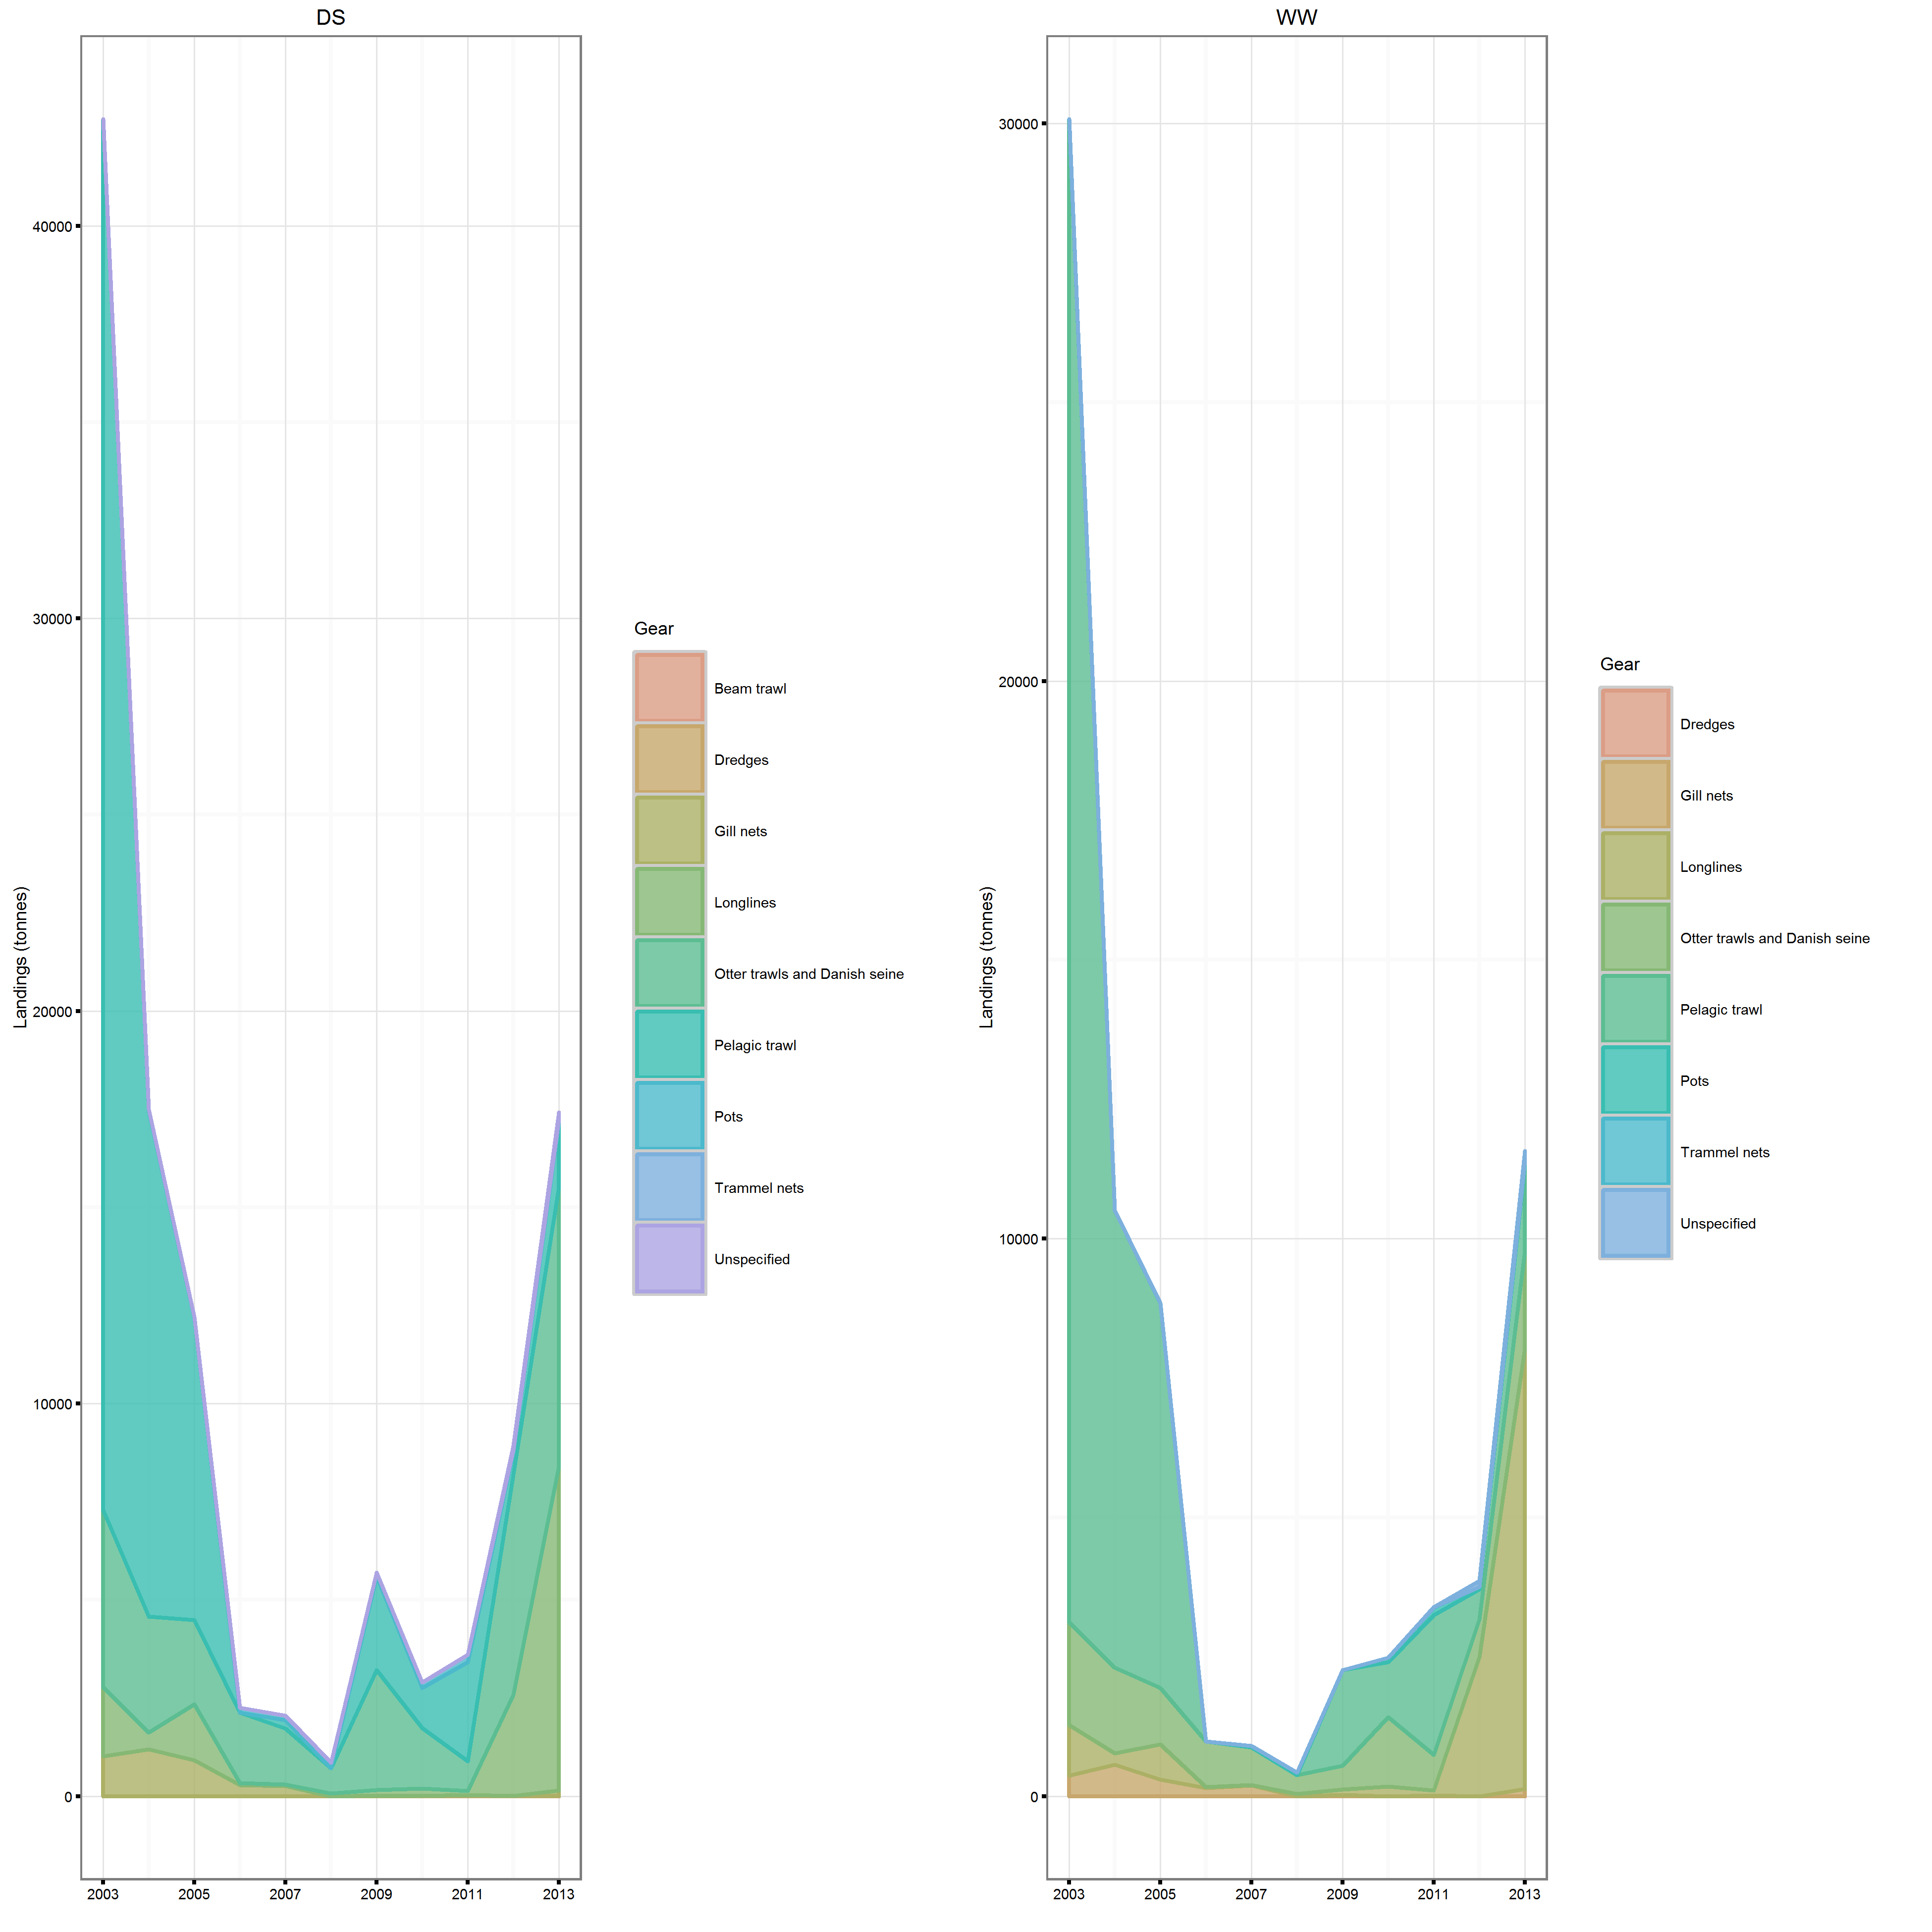 DS
Landings (tonnes)
40000
30000
20000
10000
0
2003 2005 2007 2009 2011 2013
Gear
Beam trawl
Dredges
Gill nets
Longlines
Otter trawls and Danish seine
Pelagic trawl
Pots
Trammel nets
Unspecified
WW
Landings (tonnes)
30000
20000
10000
0
2003 2005 2007 2009 2011 2013
Gear
Dredges
Gill nets
Longlines
Otter trawls and Danish seine
Pelagic trawl
Pots
Trammel nets
Unspecified